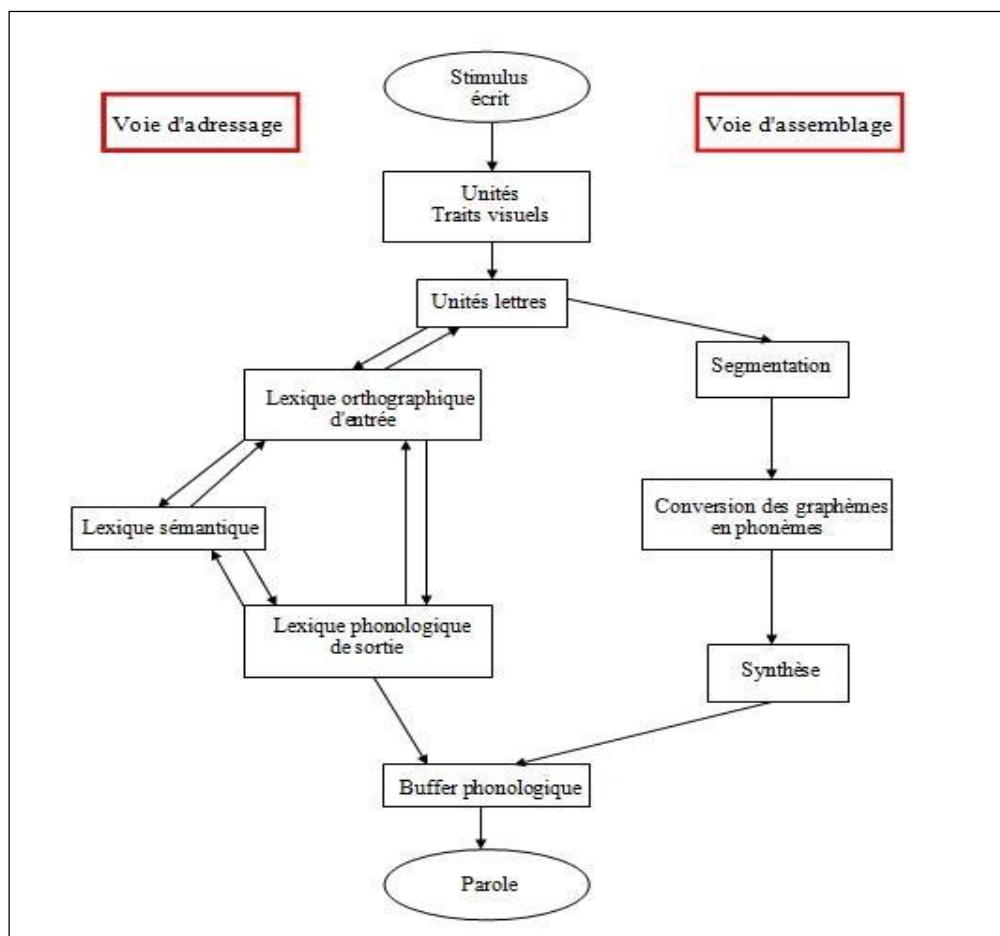 Stimulus
écrit
Voie d'adressage
Voie d'assemblage
Unités
Traits visuels
Unités lettres
Segmentation
Lexique orthographique
d'entrée
Conversion des graphèmes
en phonèmes
Lexique sémantique
Lexique phonologique
de sortie
Synthèse
Buffer phonologique
Parole